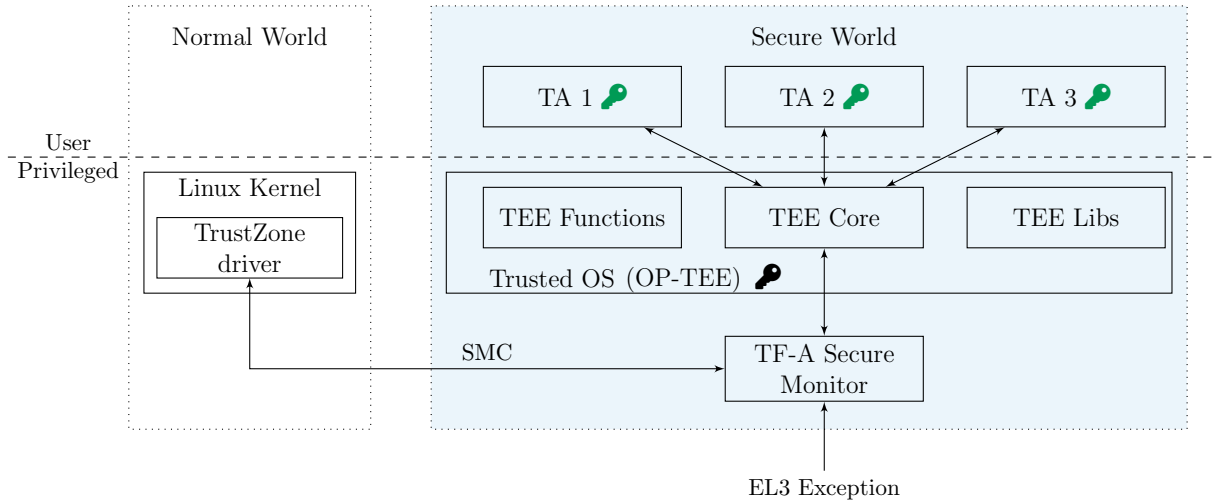 Normal World
Secure World
TA 1
TA 2
TA 3
User
Privileged
Linux Kernel
TrustZone
driver
TEE Functions
TEE Core
TEE Libs
Trusted OS (OP-TEE)
SMC
TF-A Secure
Monitor
EL3 Exception